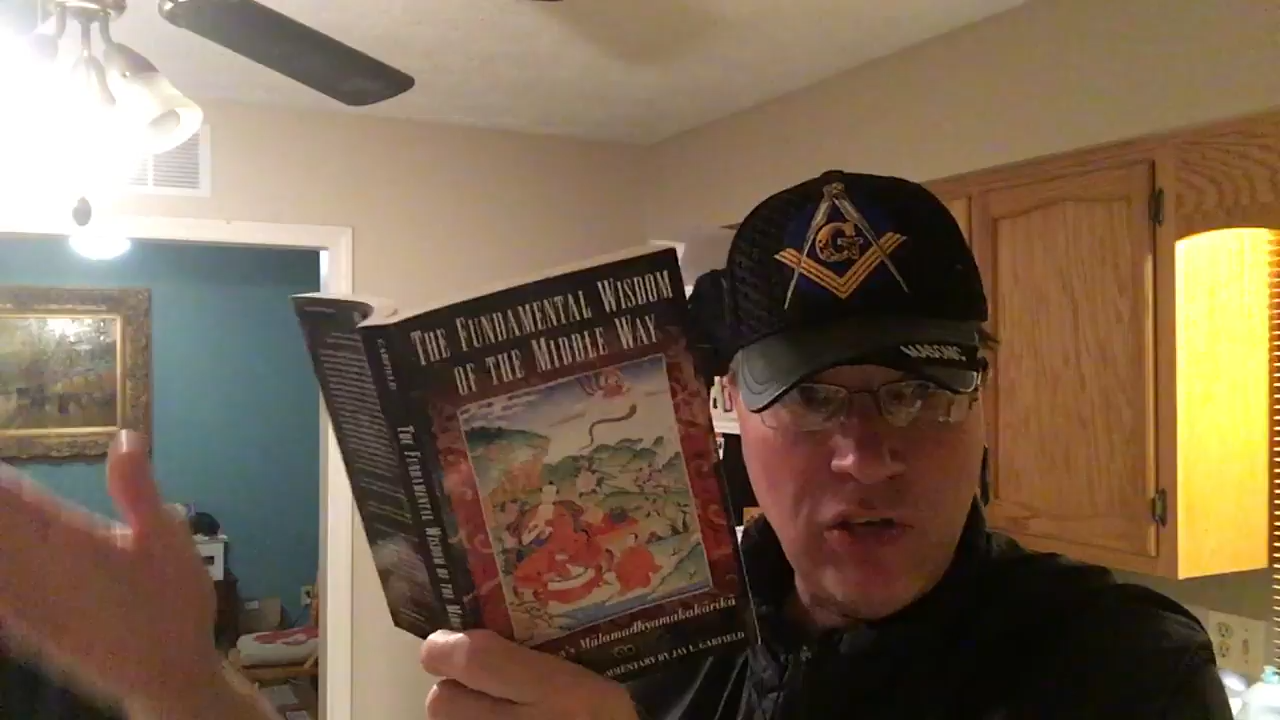 THE FUNDAMENTAL WISDOM
OF THE MIDDLE WAY
's Mūlamadhyamakakārikā
COMMENTARY BY JAY L. GARFIELD
GARFIELD
THE FUNDAMENTAL WISDOM OF THE
G
MASONIC